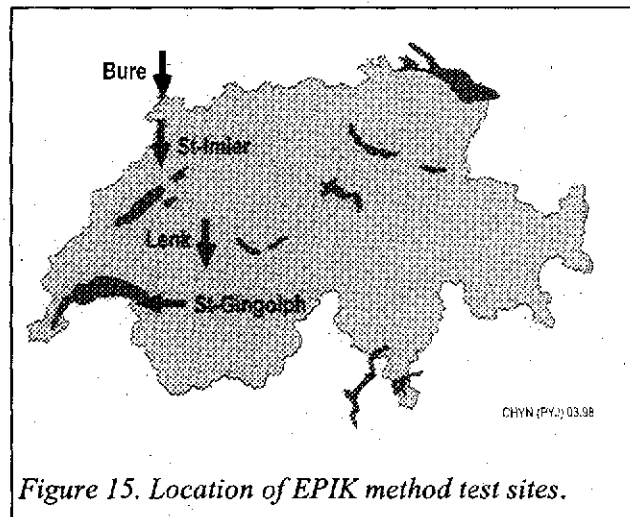 Bure
St-Imier
Lenk
St-Gingolph
CHYN (PYJ) 03.98
Figure 15. Location of EPIK method test sites.